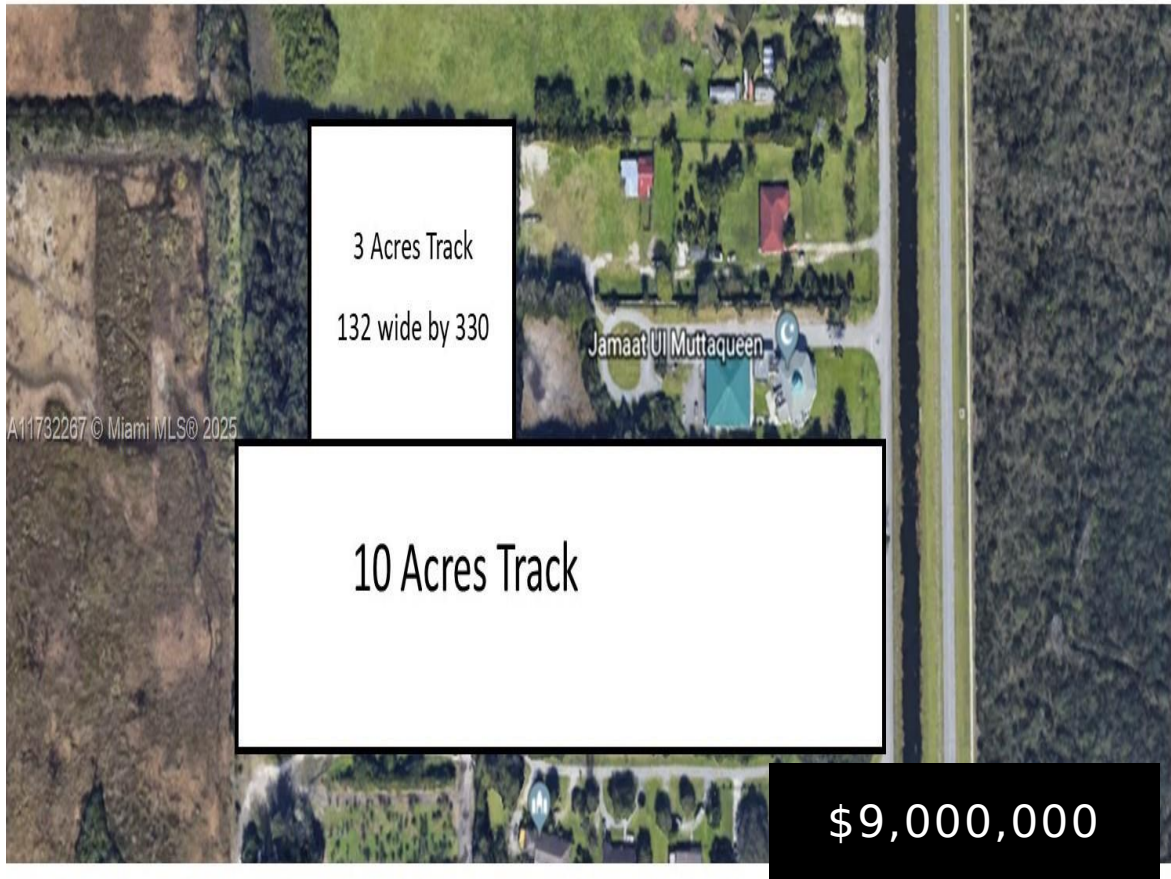 3 Acres Track
132 wide by 330
Jamaat Ul Muttaqueen
A11732267 © Miami MLS® 2025
10 Acres Track
$9,000,000